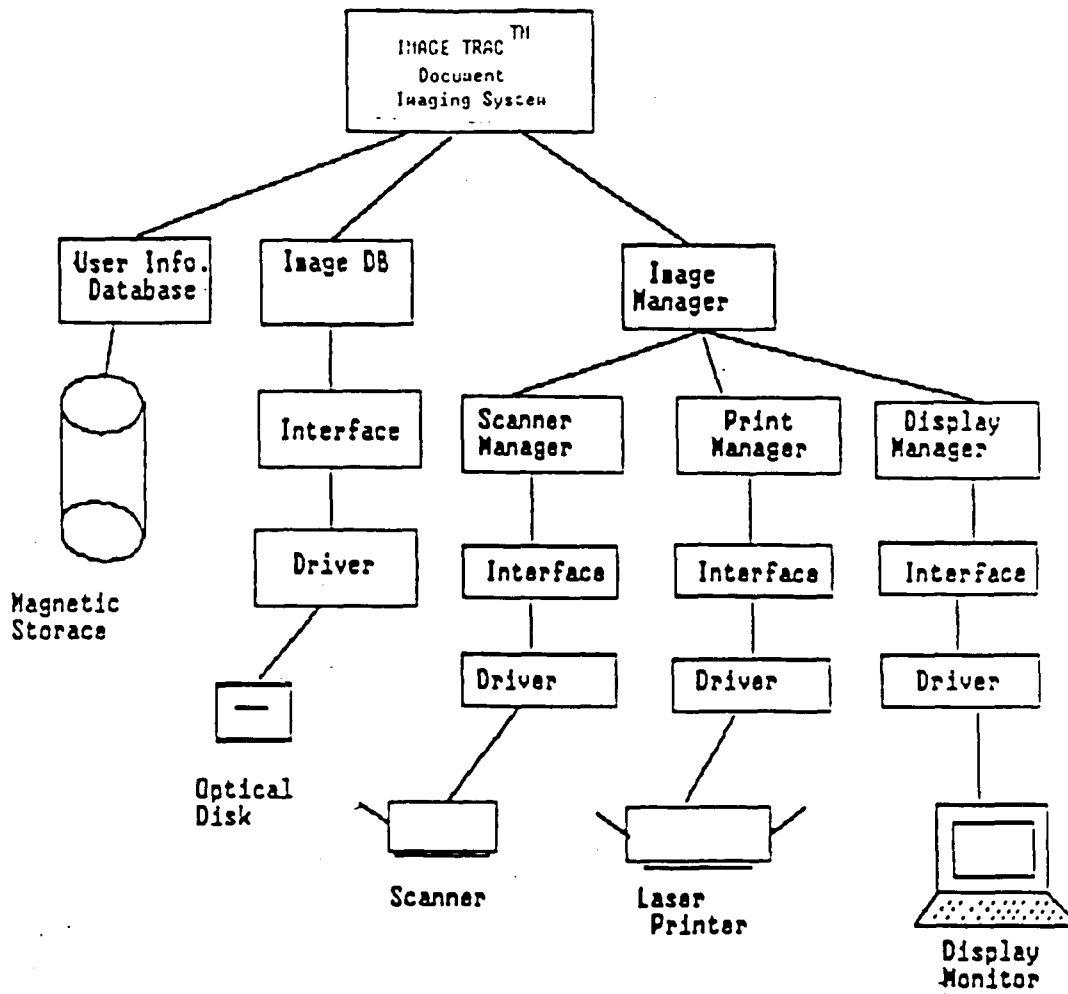 IMAGE TRAC TM
Document
Imaging System
User Info.
Database
Image DB
Image
Manager
Interface
Scanner
Manager
Print
Manager
Display
Manager
Driver
Interface
Interface
Interface
Magnetic
Storage
Driver
Driver
Driver
Optical
Disk
Scanner
Laser
Printer
Display
Monitor